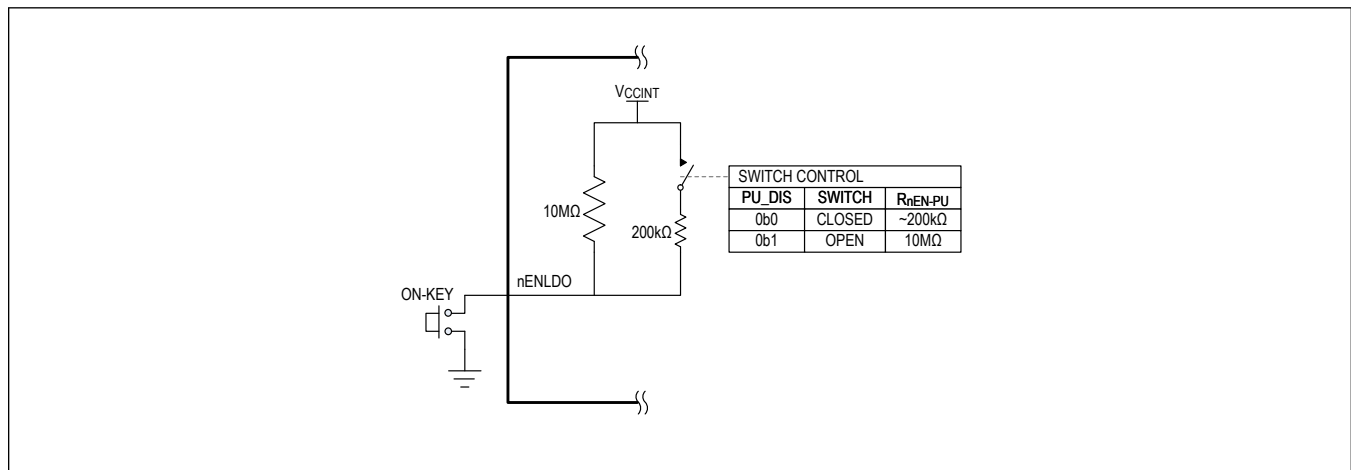 VCCINT
10MΩ
200kΩ
SWITCH CONTROL
PU_DIS SWITCH RnEN-PU
0b0 CLOSED ~200kΩ
0b1 OPEN 10MΩ
nENLDO
ON-KEY